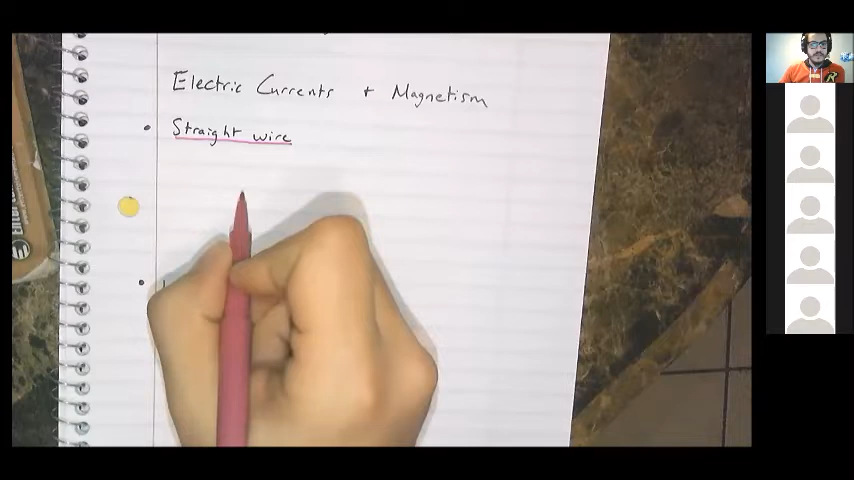 Electric Currents + Magnetism
• Straight wire